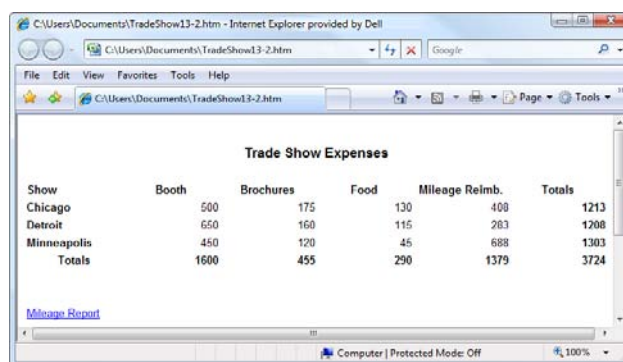 C:\Users\Documents\TradeShow13-2.htm - Internet Explorer provided by Dell
C:\Users\Documents\TradeShow13-2.htm Google
File Edit View Favorites Tools Help
C:\Users\Documents\TradeShow13-2.htm Page Tools
Trade Show Expenses
Show Booth Brochures Food Mileage Reimb. Totals
Chicago 500 175 130 408 1213
Detroit 650 160 115 283 1208
Minneapolis 450 120 45 688 1303
Totals 1600 455 290 1379 3724
Mileage Report
Computer | Protected Mode: Off 100%